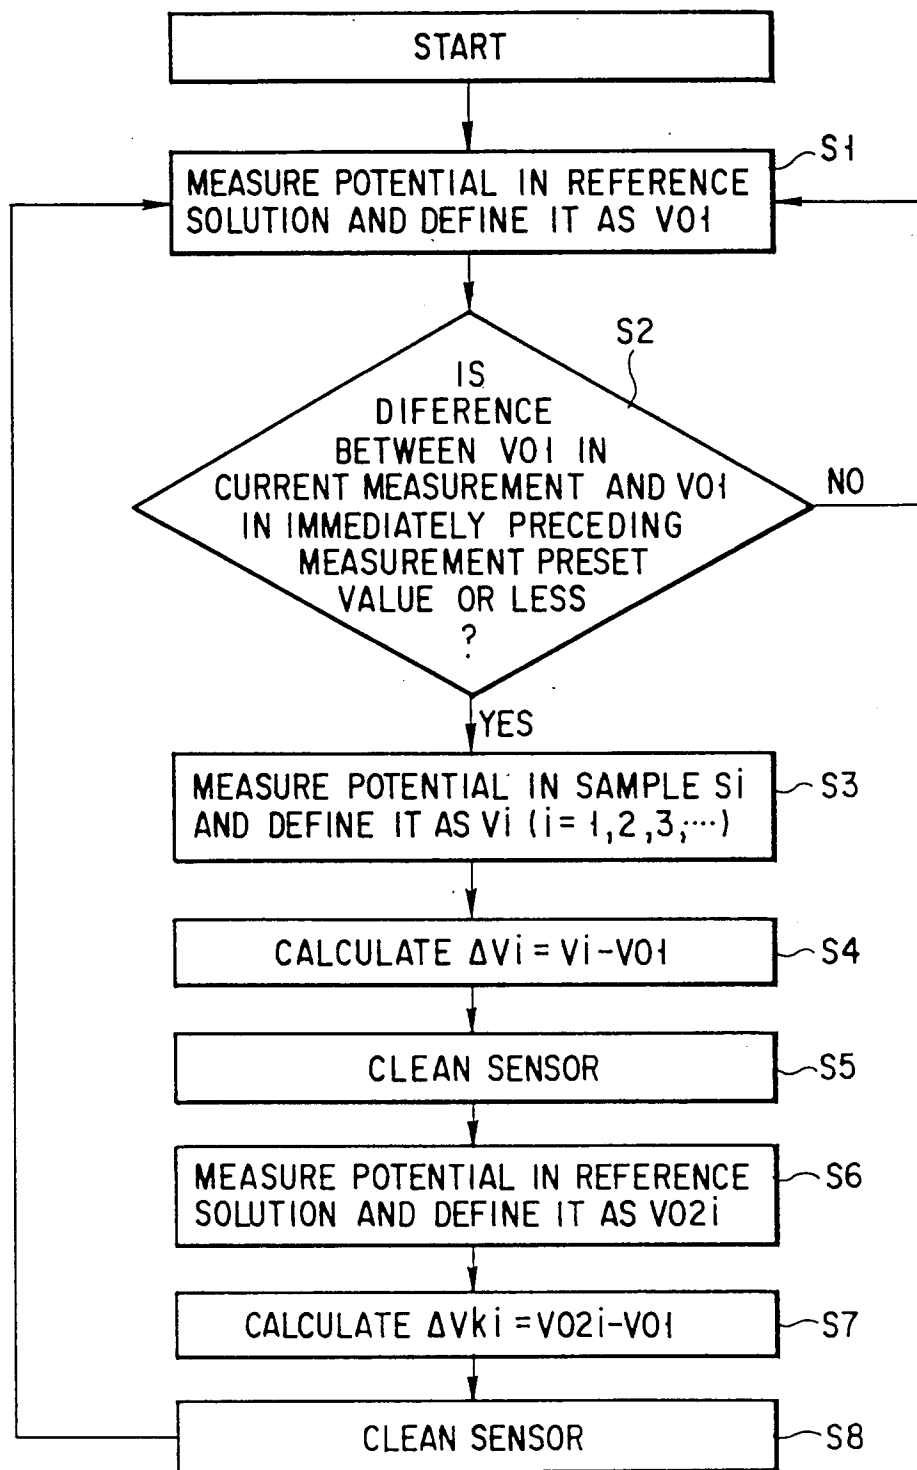 START
S1
MEASURE POTENTIAL IN REFERENCE
SOLUTION AND DEFINE IT AS V01
S2
IS
DIFERENCE
BETWEEN V01 IN
CURRENT MEASUREMENT AND V01
IN IMMEDIATELY PRECEDING
MEASUREMENT PRESET
VALUE OR LESS
?
NO
YES
MEASURE POTENTIAL IN SAMPLE Si
AND DEFINE IT AS Vi (i= 1,2,3,····)
S3
CALCULATE ΔVi = Vi-V01
S4
CLEAN SENSOR
S5
MEASURE POTENTIAL IN REFERENCE
SOLUTION AND DEFINE IT AS V02i
S6
CALCULATE ΔVki =V02i-V01
S7
CLEAN SENSOR
S8